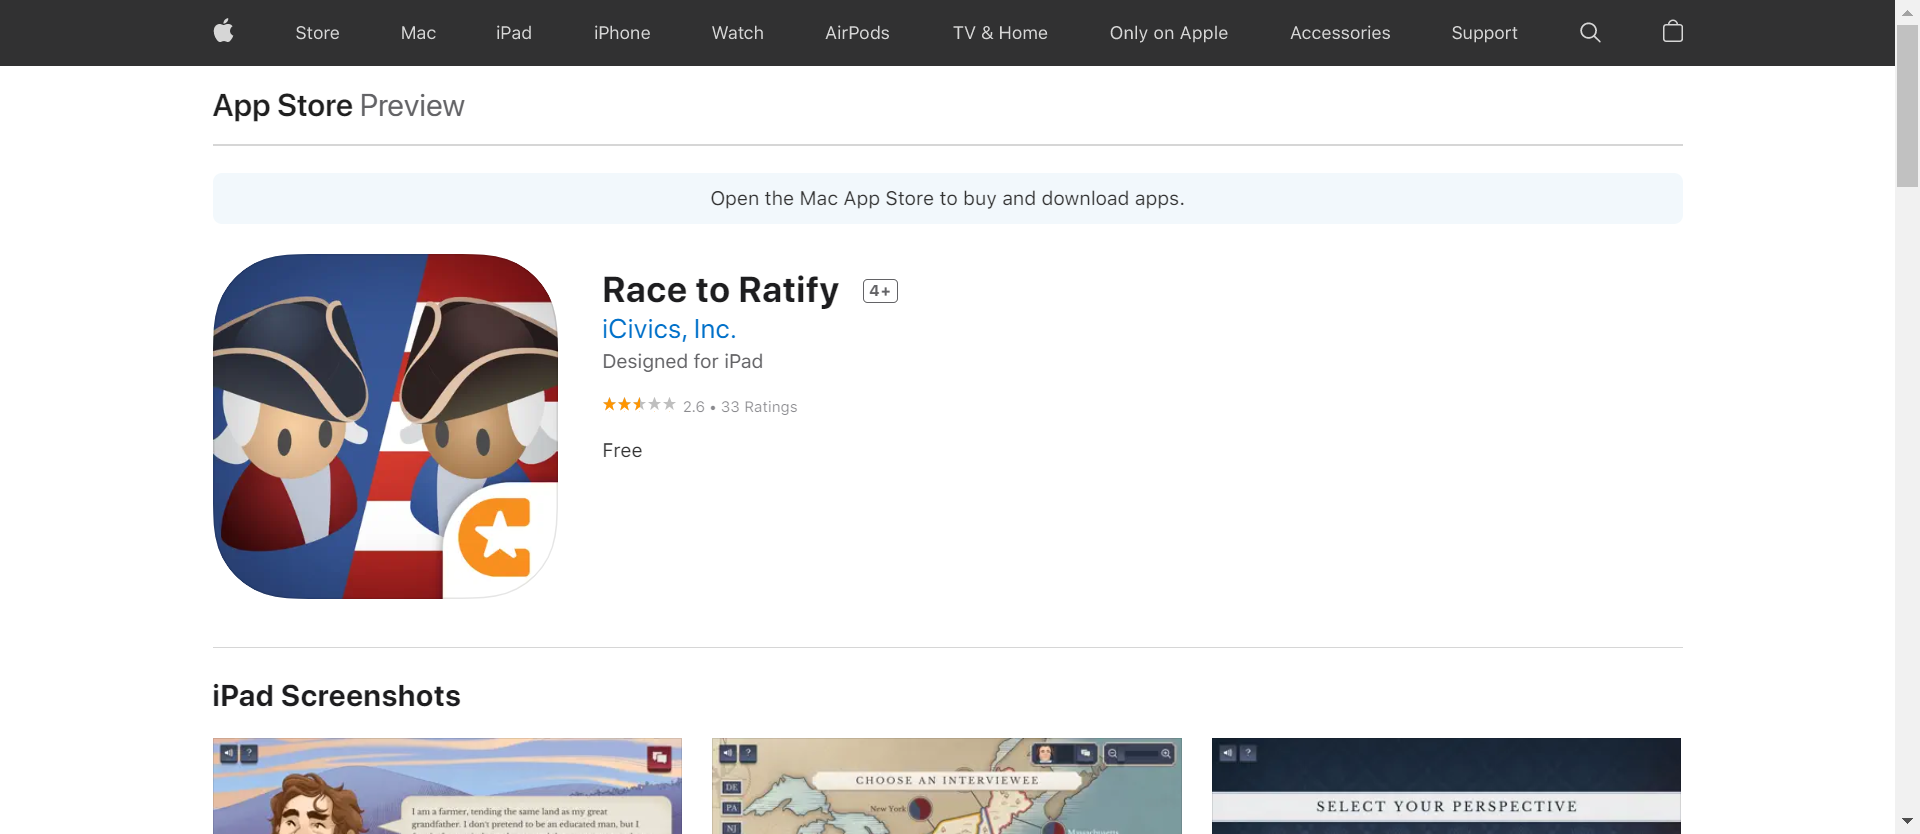 Store Mac iPad iPhone Watch AirPods TV & Home Only on Apple Accessories Support
App Store Preview
Open the Mac App Store to buy and download apps.
Race to Ratify 4+
iCivics, Inc.
Designed for iPad
2.6 • 33 Ratings
Free
iPad Screenshots
?
I am a farmer, tending the same land as my great
grandfather. I don't pretend to be an educated man, but I
?
CHOOSE AN INTERVIEWEE
DE
PA
NJ
New York
Massachusetts
?
SELECT YOUR PERSPECTIVE